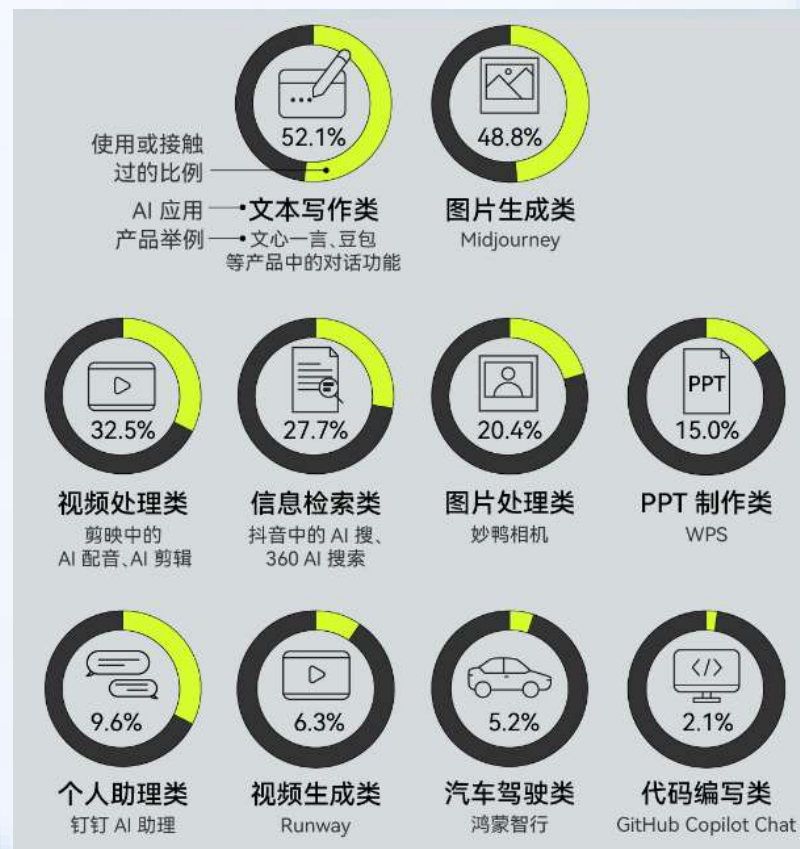 52.1%
48.8%
使用或接触
过的比例
AI 应用
文本写作类
图片生成类
产品举例
文心一言、豆包
等产品中的对话功能
Midjourney
32.5%
27.7%
20.4%
PPT
15.0%
视频处理类
信息检索类
图片处理类
PPT 制作类
剪映中的
AI 配音、AI 剪辑
抖音中的 AI 搜、
360 AI 搜索
妙鸭相机
WPS
9.6%
6.3%
5.2%
</>
2.1%
个人助理类
视频生成类
汽车驾驶类
代码编写类
钉钉 AI 助理
Runway
鸿蒙智行
GitHub Copilot Chat